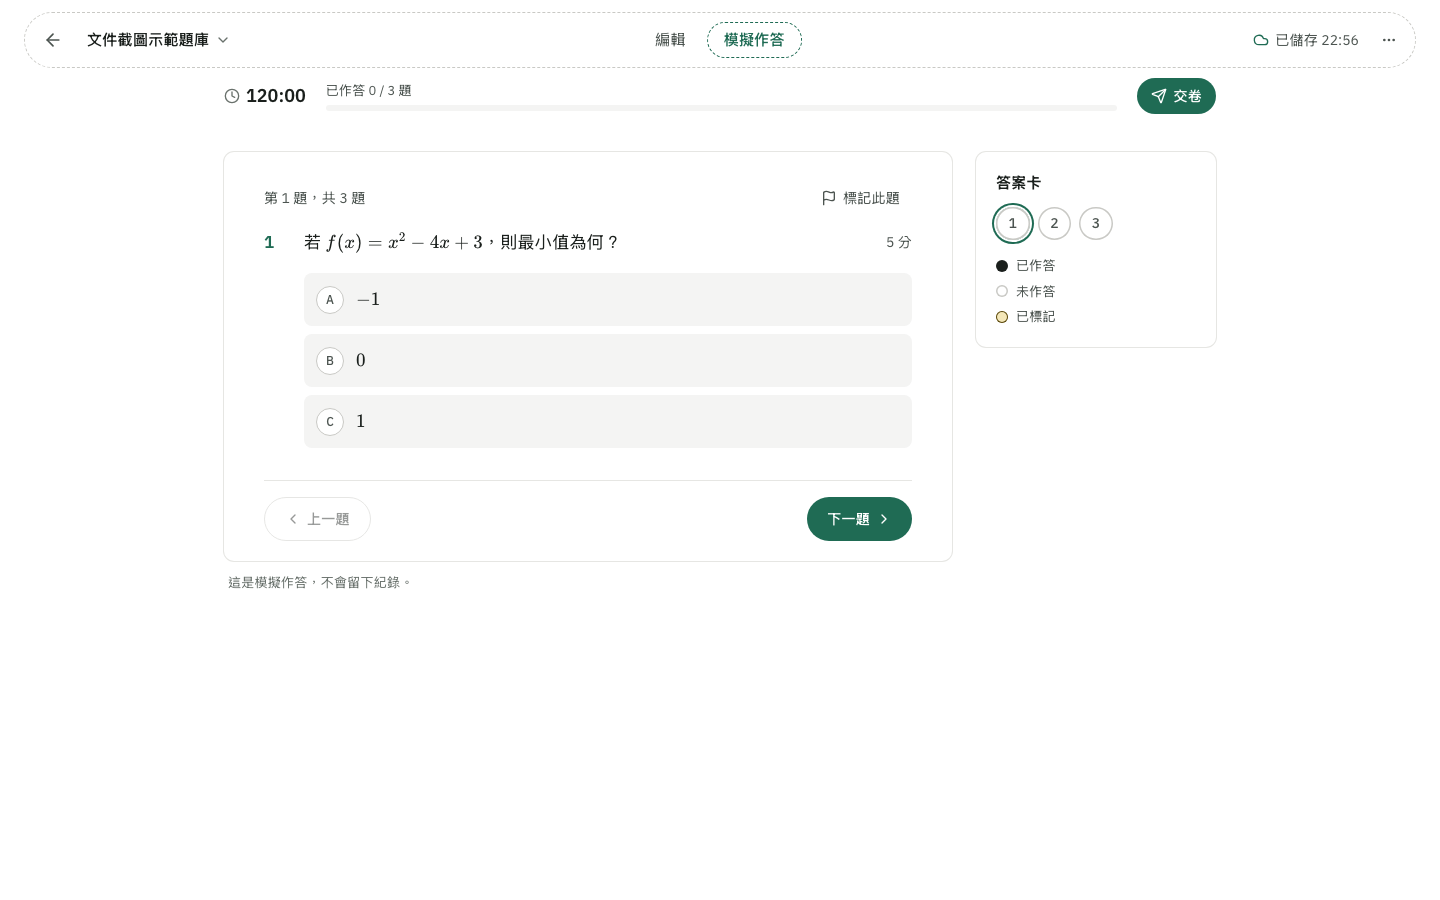 文件截圖示範題庫
編輯
模擬作答
已儲存 22:56
120:00
已作答 0 / 3 題
交卷
第 1 題，共 3 題
標記此題
1 若 f(x) = x² − 4x + 3，則最小值為何？ 5 分
A −1
B 0
C 1
上一題
下一題
這是模擬作答，不會留下紀錄。
答案卡
1 2 3
已作答
未作答
已標記